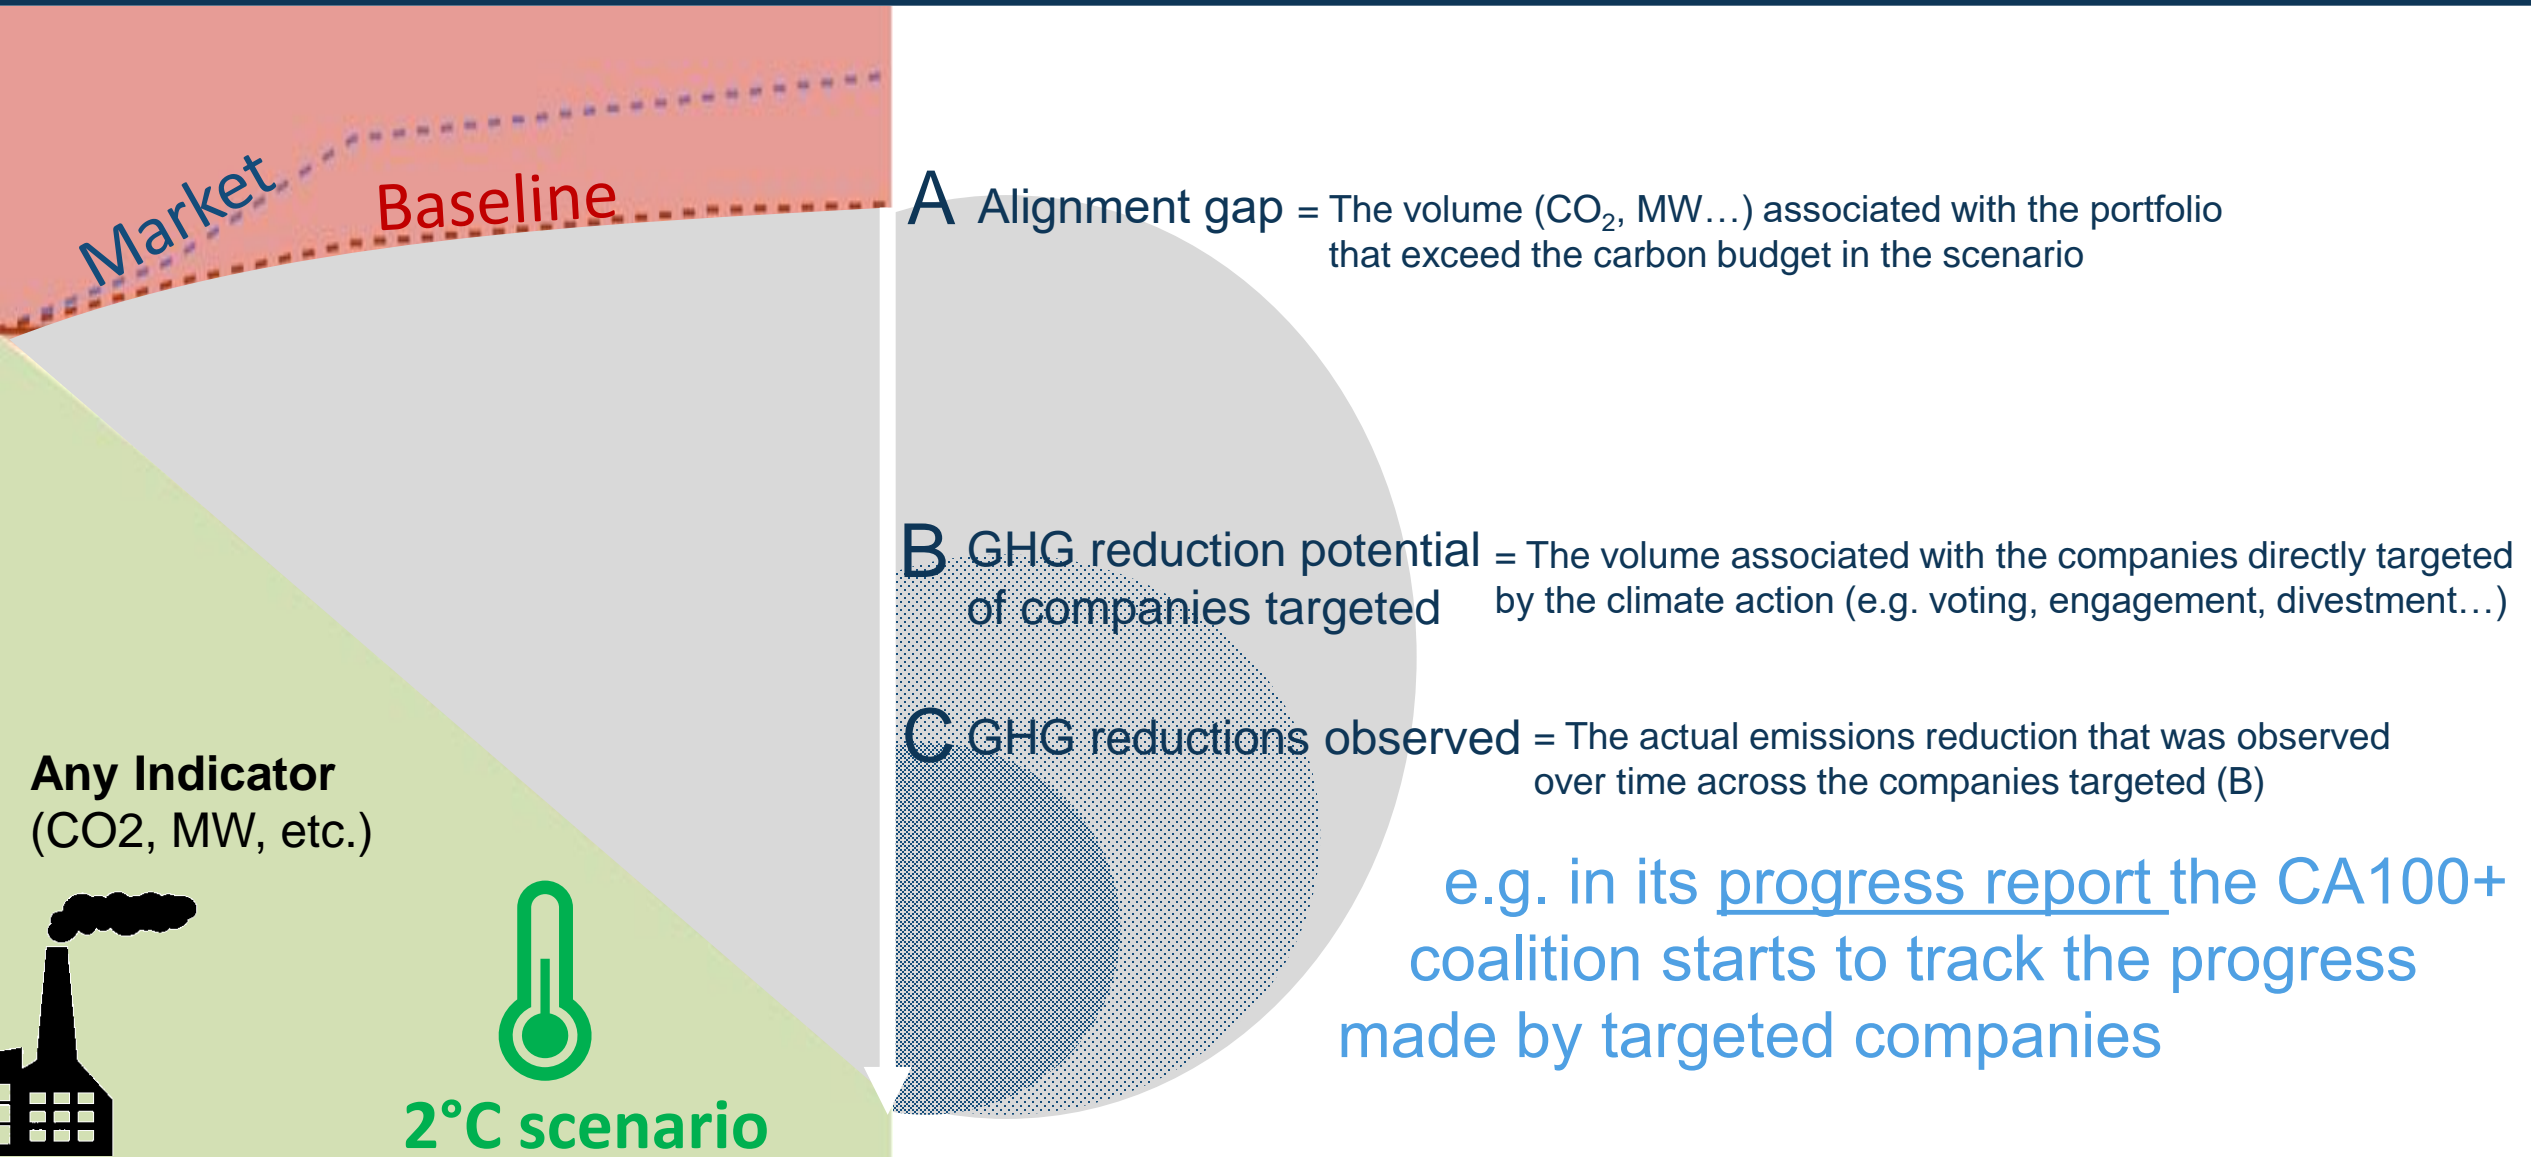 Market
Baseline
A Alignment gap = The volume (CO₂, MW…) associated with the portfolio
that exceed the carbon budget in the scenario
B GHG reduction potential = The volume associated with the companies directly targeted
of companies targeted by the climate action (e.g. voting, engagement, divestment…)
C GHG reductions observed = The actual emissions reduction that was observed
over time across the companies targeted (B)
Any Indicator
(CO2, MW, etc.)
e.g. in its progress report the CA100+
coalition starts to track the progress
made by targeted companies
2°C scenario